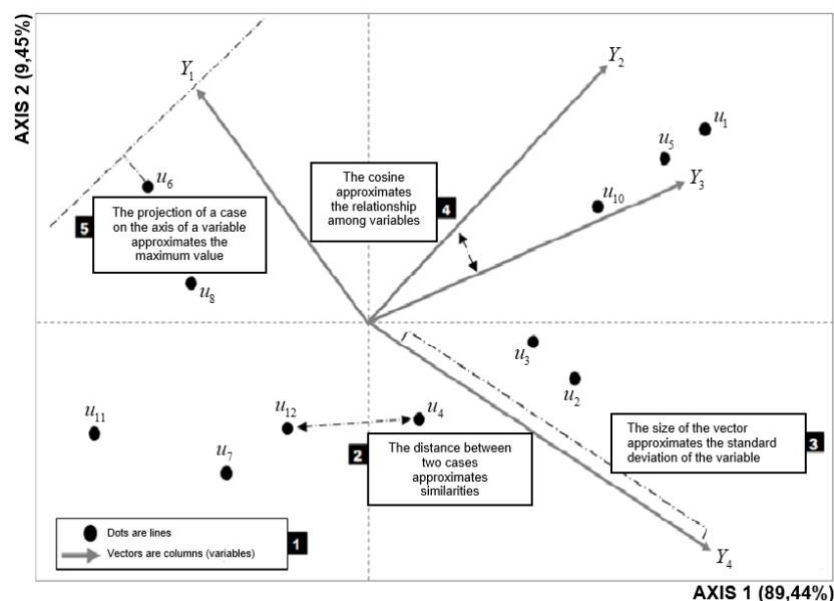 AXIS 2 (9,45%)
Y1
Y2
u1
u5
Y3
u6
u10
The cosine
approximates
the relationship
among variables
4
5
The projection of a case
on the axis of a variable
approximates the
maximum value
u8
u3
u2
u11
u12
u4
u7
2
The distance between
two cases
approximates
similarities
The size of the vector
approximates the standard
deviation of the variable
3
Dots are lines
Vectors are columns (variables)
1
Y4
AXIS 1 (89,44%)